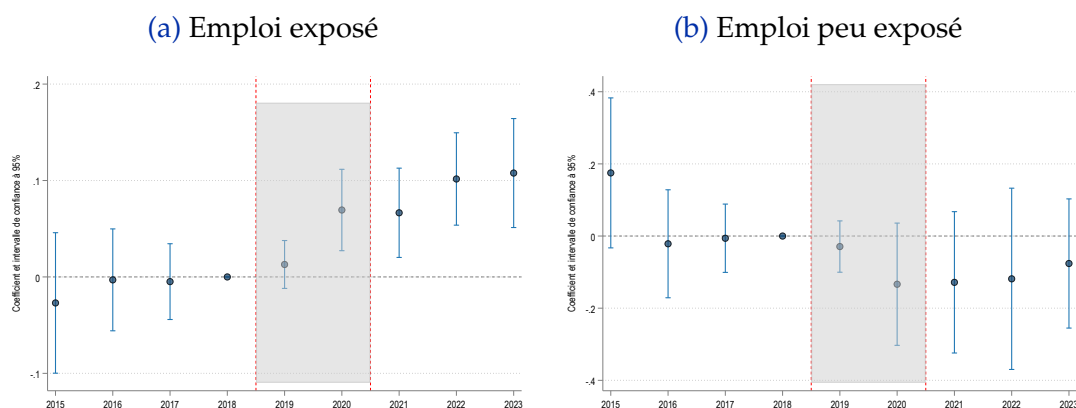 (a) Emploi exposé
Coefficient et intervalle de confiance à 95%
.2
.1
0
-.1
2015 2016 2017 2018 2019 2020 2021 2022 2023
(b) Emploi peu exposé
Coefficient et intervalle de confiance à 95%
.4
.2
0
-.2
-.4
2015 2016 2017 2018 2019 2020 2021 2022 2023